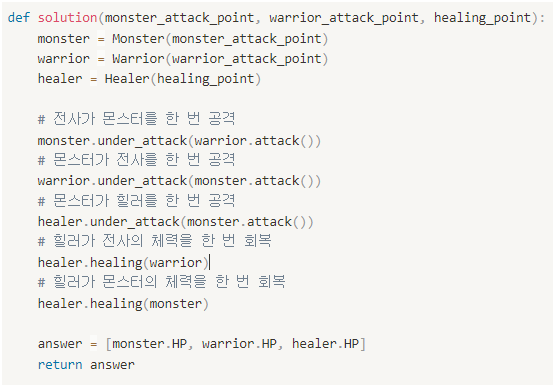 def solution(monster_attack_point, warrior_attack_point, healing_point):
    monster = Monster(monster_attack_point)
    warrior = Warrior(warrior_attack_point)
    healer = Healer(healing_point)

    # 전사가 몬스터를 한 번 공격
    monster.under_attack(warrior.attack())
    # 몬스터가 전사를 한 번 공격
    warrior.under_attack(monster.attack())
    # 몬스터가 힐러를 한 번 공격
    healer.under_attack(monster.attack())
    # 힐러가 전사의 체력을 한 번 회복
    healer.healing(warrior)
    # 힐러가 몬스터의 체력을 한 번 회복
    healer.healing(monster)

    answer = [monster.HP, warrior.HP, healer.HP]
    return answer